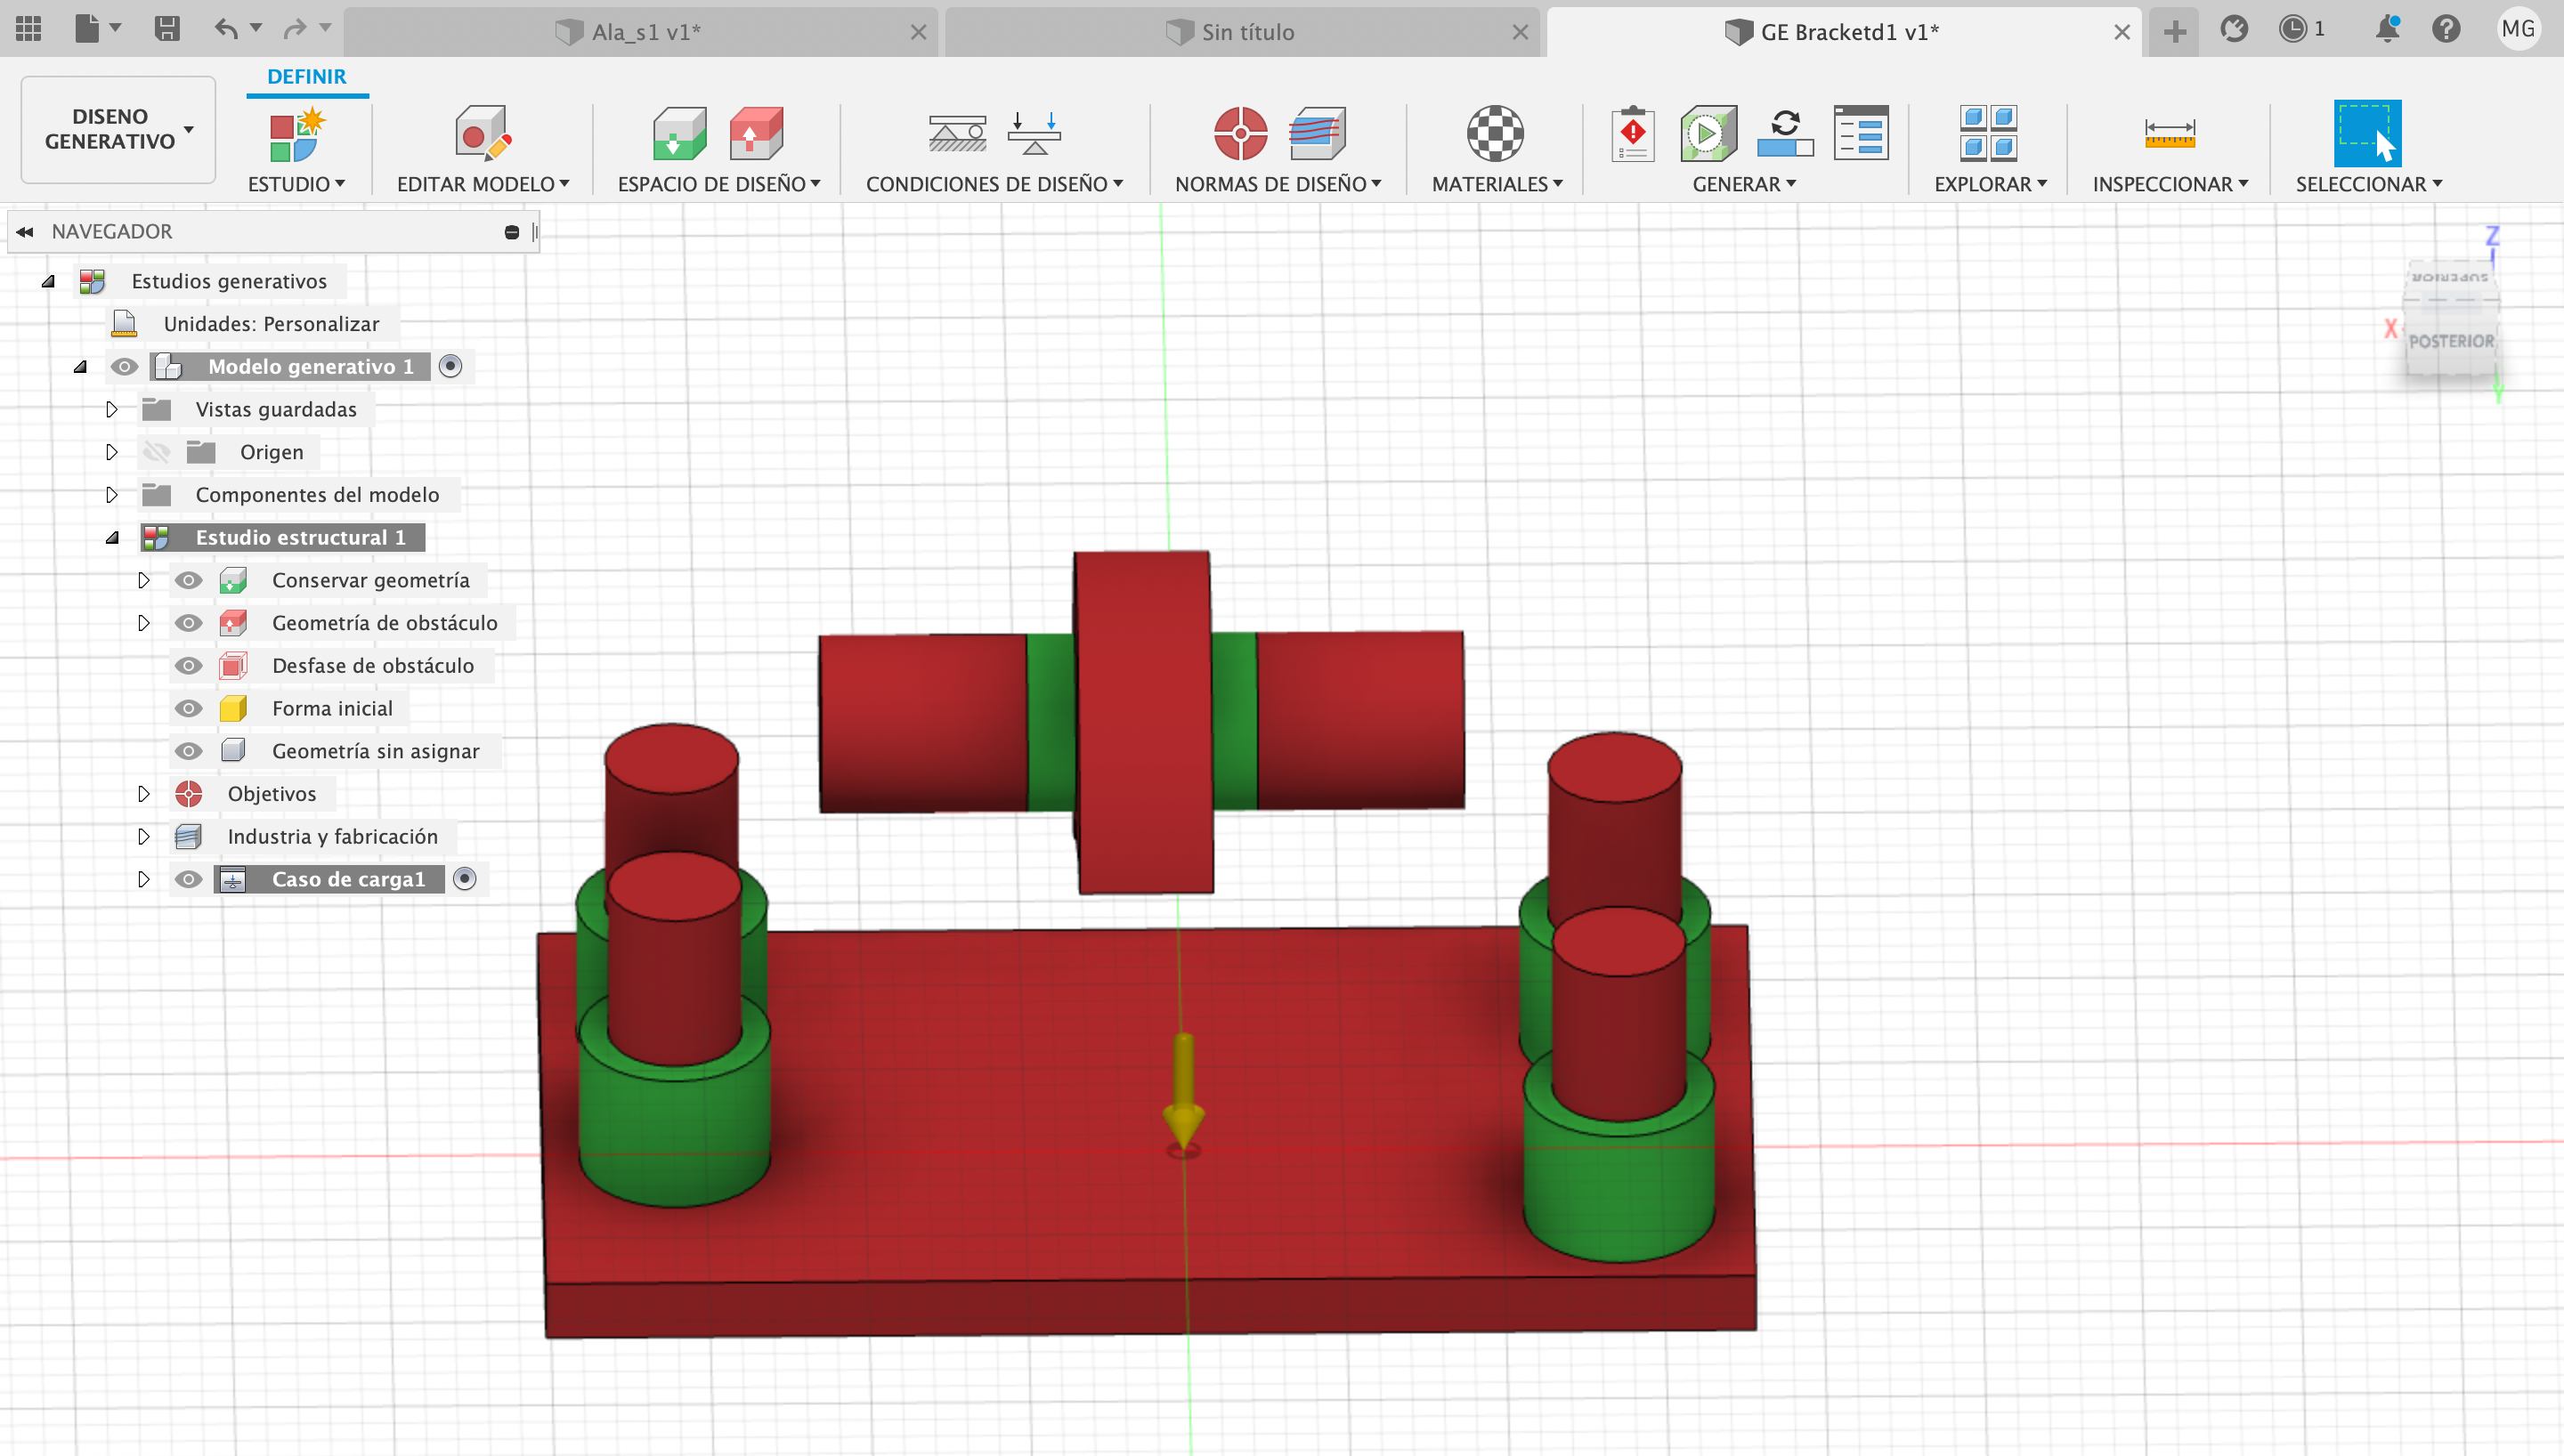 Ala_s1 v1*
Sin título
GE Bracketd1 v1*
1
MG
DEFINIR
DISENO
GENERATIVO
ESTUDIO
EDITAR MODELO
ESPACIO DE DISEÑO
CONDICIONES DE DISEÑO
NORMAS DE DISEÑO
MATERIALES
GENERAR
EXPLORAR
INSPECCIONAR
SELECCIONAR
NAVEGADOR
Estudios generativos
Unidades: Personalizar
Modelo generativo 1
Vistas guardadas
Origen
Componentes del modelo
Estudio estructural 1
Conservar geometría
Geometría de obstáculo
Desfase de obstáculo
Forma inicial
Geometría sin asignar
Objetivos
Industria y fabricación
Caso de carga1
Z
SUPERIOR
X
POSTERIOR
Y